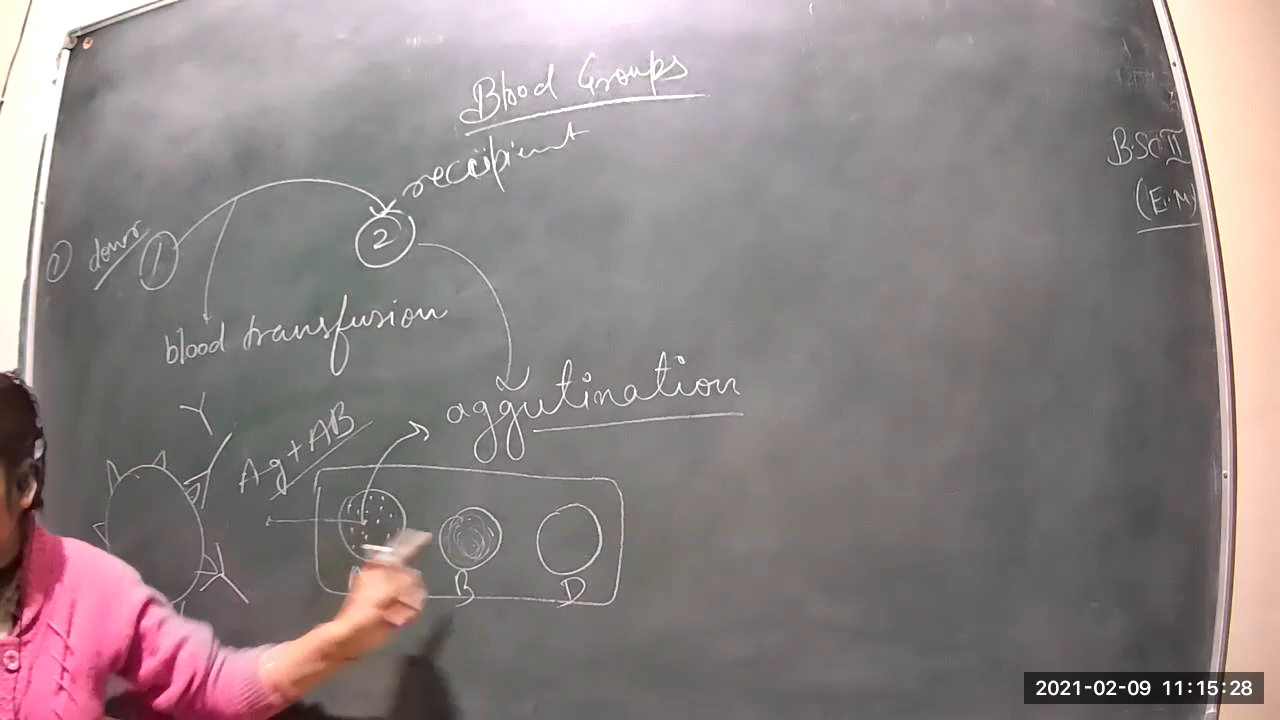 Blood Groups
recipient
B.Sc II
(E.M)
① donor
1
2
blood transfusion
aggutination
Ag + AB
B
D
2021-02-09 11:15:28